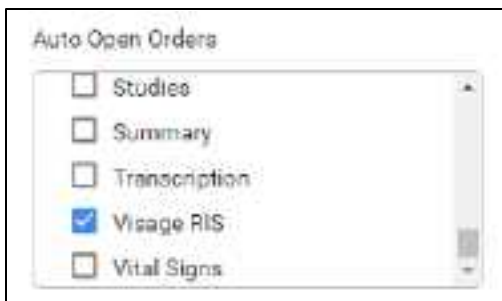 Auto Open Orders
Studies
Summary
Transcription
Visage RIS
Vital Signs